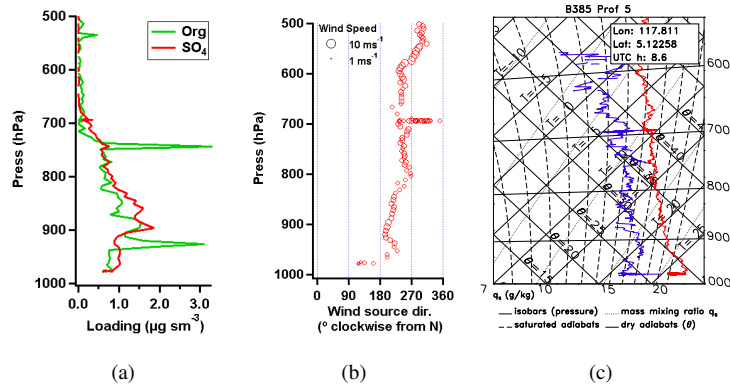 500
600
700
800
900
1000
Press (hPa)
Org
SO4
0.0
1.0
2.0
3.0
Loading (µg sm-3)
(a)
500
600
700
800
900
1000
Press (hPa)
Wind Speed
10 ms-1
1 ms-1
0
90
180
270
360
Wind source dir.
(º clockwise from N)
(b)
B385 Prof 5
Lon: 117.811
Lat: 5.12258
UTC h: 8.6
600
700
800
900
000
θ=40
θ=25
θ=20
7
10
15
20
qs (g/kg)
isobars (pressure)
mass mixing ratio qs
saturated adiabats
dry adiabats (θ)
(c)